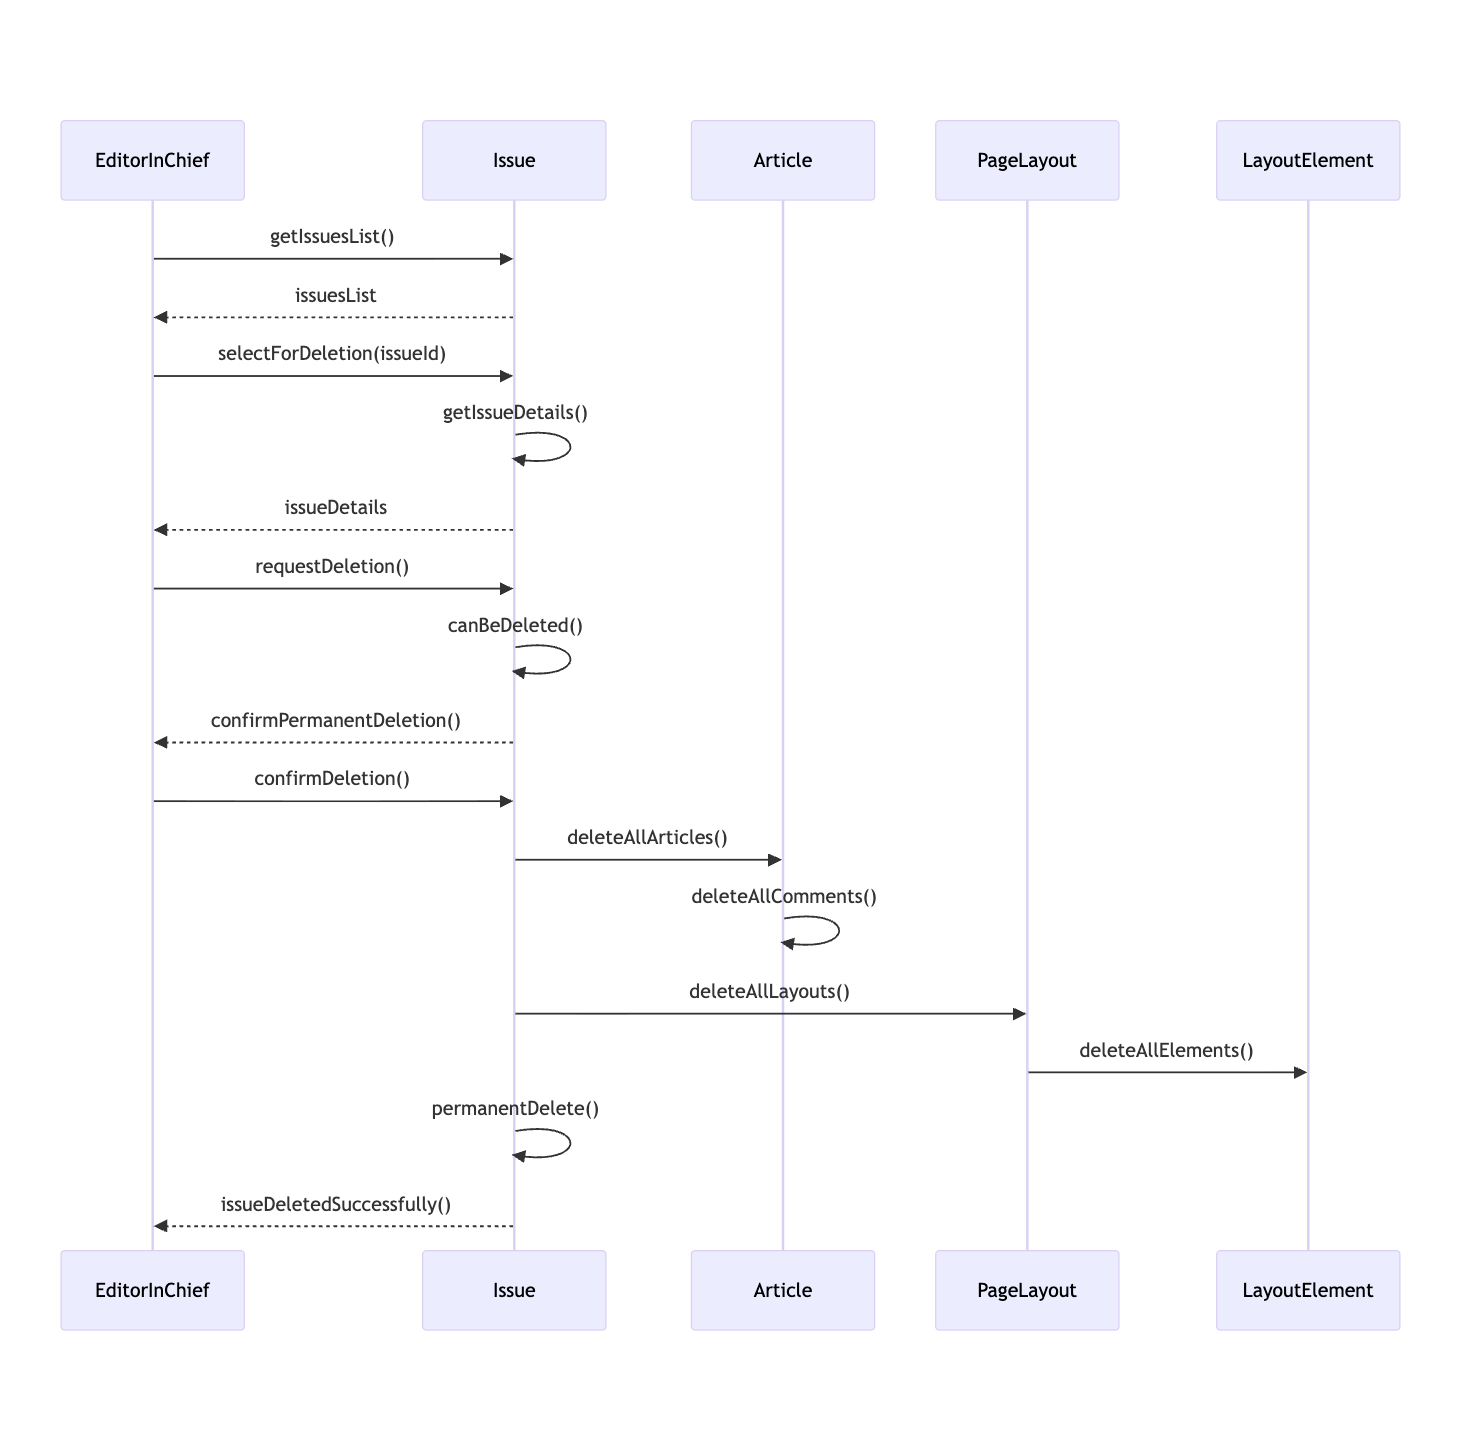 EditorInChief
Issue
Article
PageLayout
LayoutElement
getIssuesList()
issuesList
selectForDeletion(issueId)
getIssueDetails()
issueDetails
requestDeletion()
canBeDeleted()
confirmPermanentDeletion()
confirmDeletion()
deleteAllArticles()
deleteAllComments()
deleteAllLayouts()
deleteAllElements()
permanentDelete()
issueDeletedSuccessfully()
EditorInChief
Issue
Article
PageLayout
LayoutElement